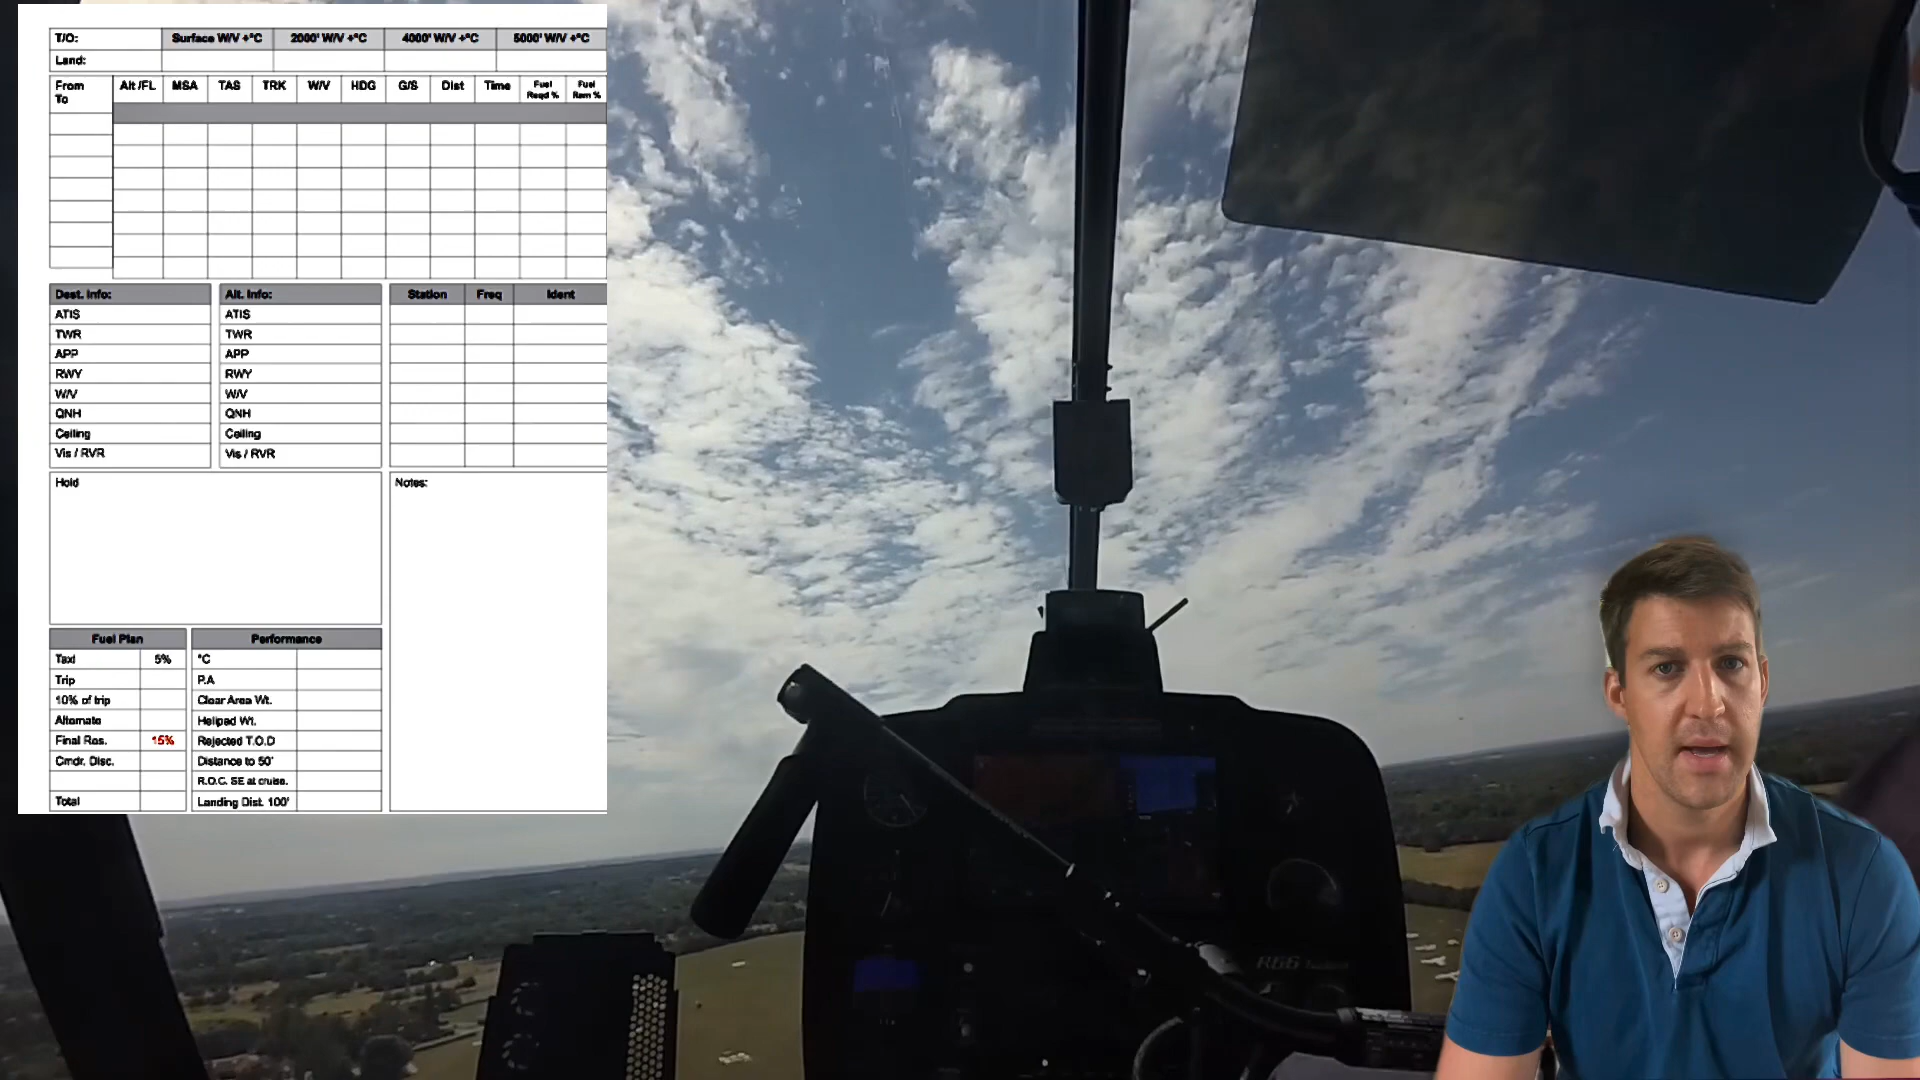 T/O: Surface W/V +°C 2000' W/V +°C 4000' W/V +°C 5000' W/V +°C
Land:
From To Alt /FL MSA TAS TRK W/V HDG G/S Dist Time Fuel Reqd % Fuel Rem %
Dest. Info: Alt. Info: Station Freq Ident
ATIS ATIS
TWR TWR
APP APP
RWY RWY
W/V W/V
QNH QNH
Ceiling Ceiling
Vis / RVR Vis / RVR
Hold Notes:
Fuel Plan Performance
Taxi 5% °C
Trip P.A
10% of trip Clear Area Wt.
Alternate Helipad Wt.
Final Res. 15% Rejected T.O.D
Cmdr. Disc. Distance to 50'
R.O.C. SE at cruise.
Total Landing Dist. 100'
R66